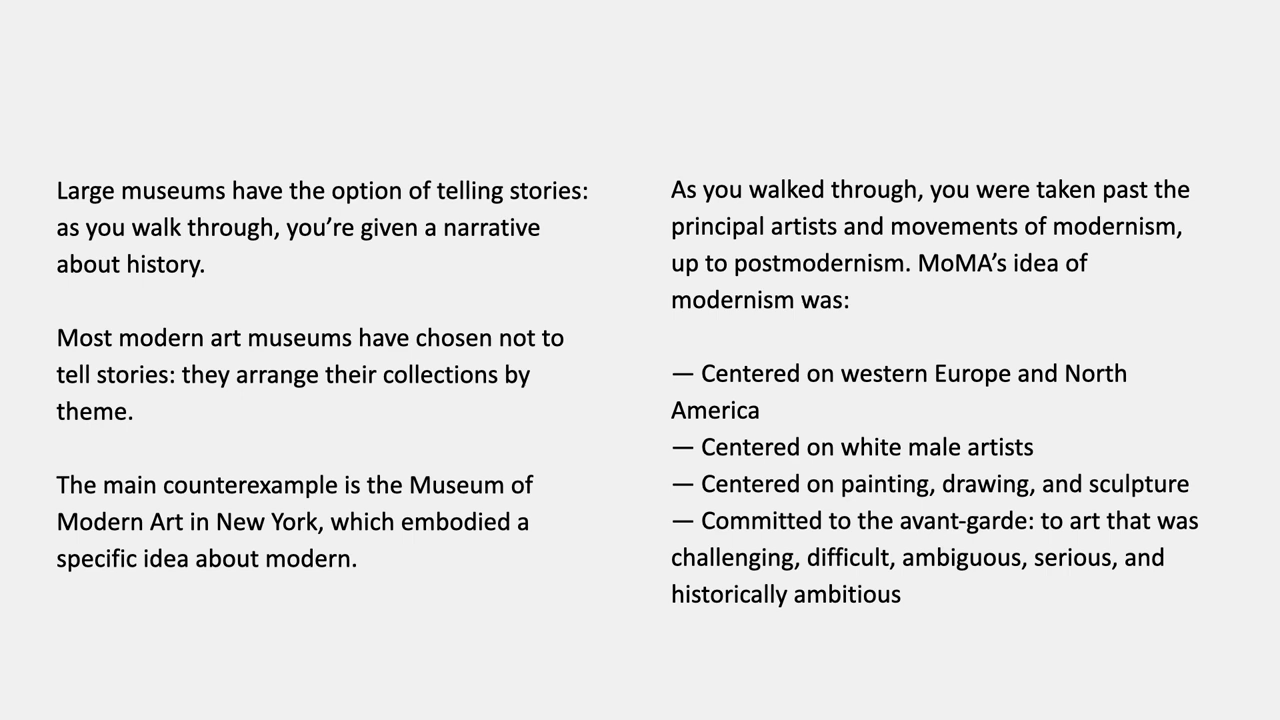 Large museums have the option of telling stories:
as you walk through, you’re given a narrative
about history.
Most modern art museums have chosen not to
tell stories: they arrange their collections by
theme.
The main counterexample is the Museum of
Modern Art in New York, which embodied a
specific idea about modern.
As you walked through, you were taken past the
principal artists and movements of modernism,
up to postmodernism. MoMA’s idea of
modernism was:
— Centered on western Europe and North
America
— Centered on white male artists
— Centered on painting, drawing, and sculpture
— Committed to the avant-garde: to art that was
challenging, difficult, ambiguous, serious, and
historically ambitious